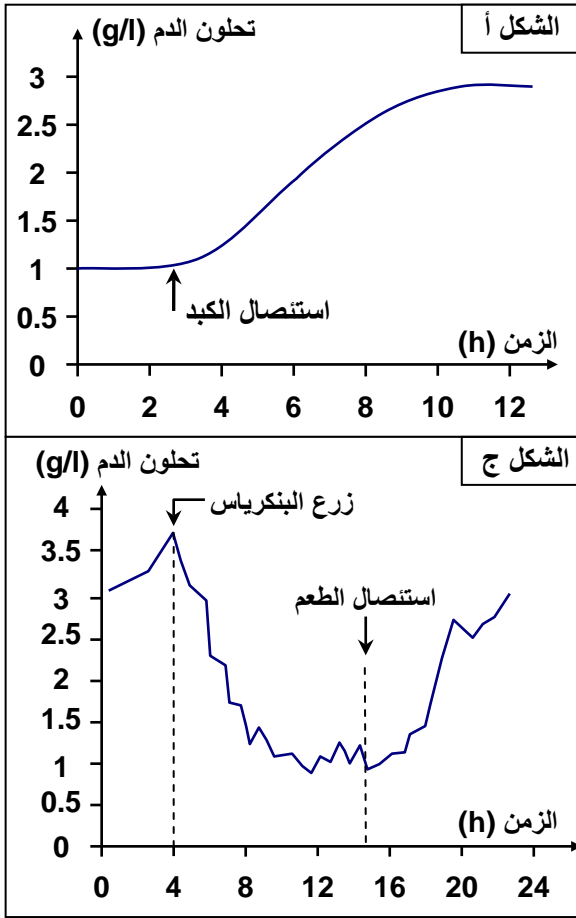 الشكل أ
تحلون الدم (g/l)
3
2.5
2
1.5
1
0.5
0
استئصال الكبد
الزمن (h)
0 2 4 6 8 10 12
الشكل ج
تحلون الدم (g/l)
4
3.5
3
2.5
2
1.5
1
0.5
0
زرع البنكرياس
استئصال الطعم
الزمن (h)
0 4 8 12 16 20 24